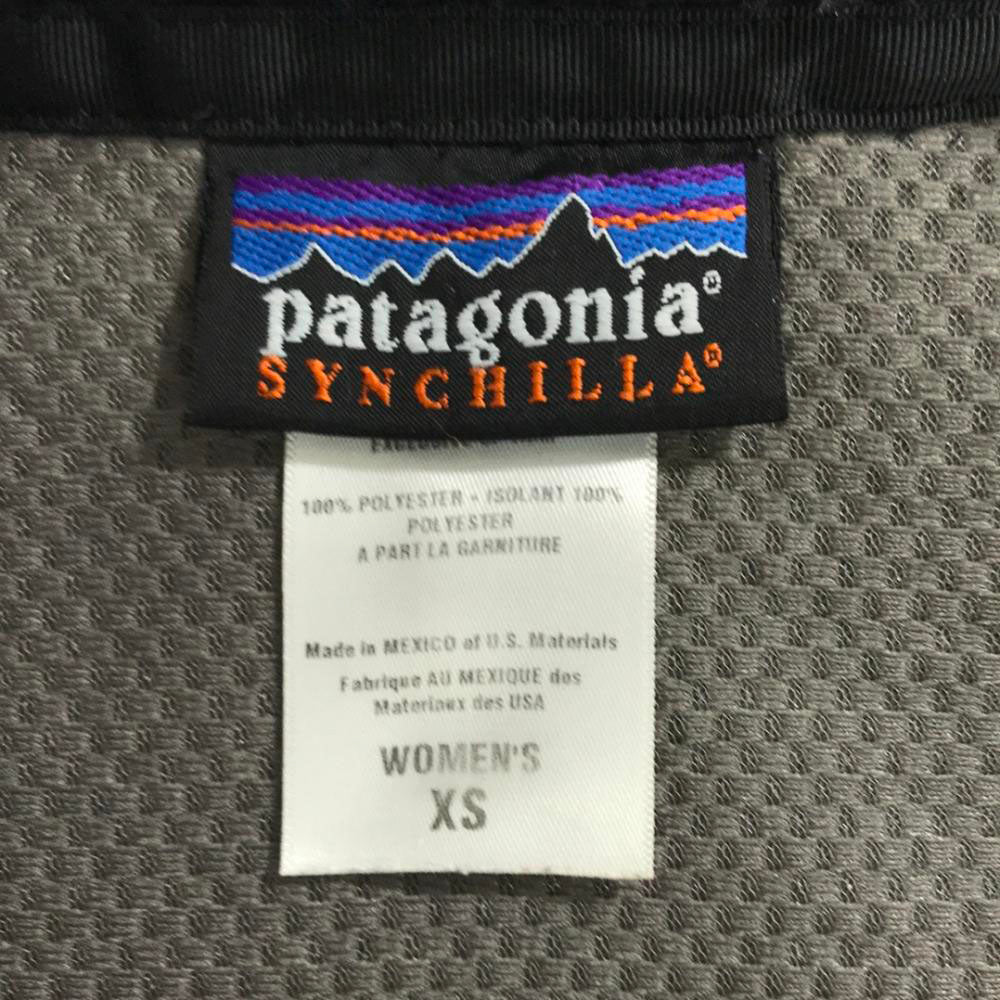 patagonia®
SYNCHILLA®
100% POLYESTER - ISOLANT 100%
POLYESTER
A PART LA GARNITURE
Made in MEXICO of U.S. Materials
Fabrique AU MEXIQUE des
Materiaux des USA
WOMEN'S
XS